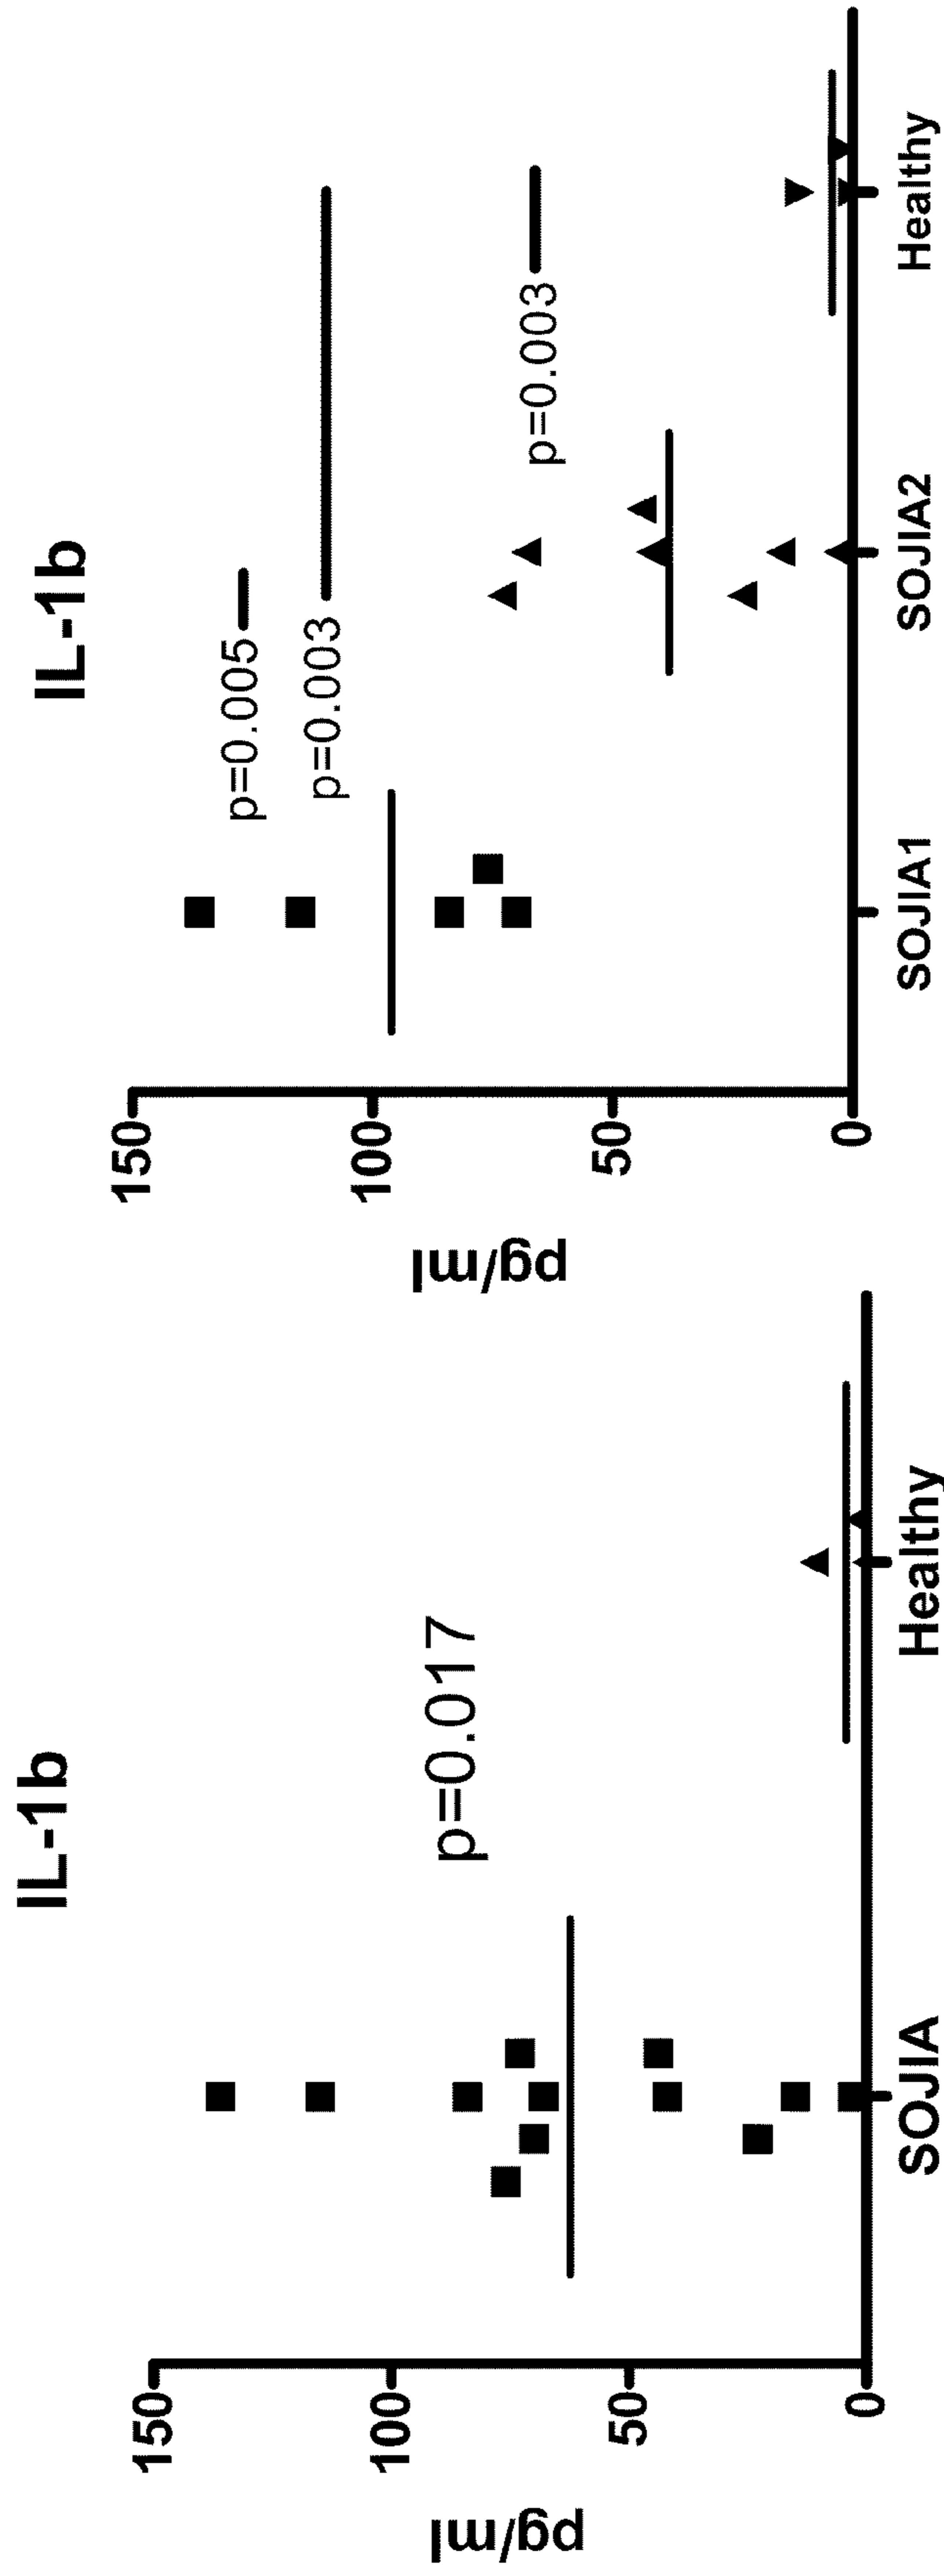 IL-1b
150
100
50
0
pg/ml
p=0.017
SOJIA
Healthy
IL-1b
150
100
50
0
pg/ml
p=0.005
p=0.003
p=0.003
SOJIA1
SOJIA2
Healthy